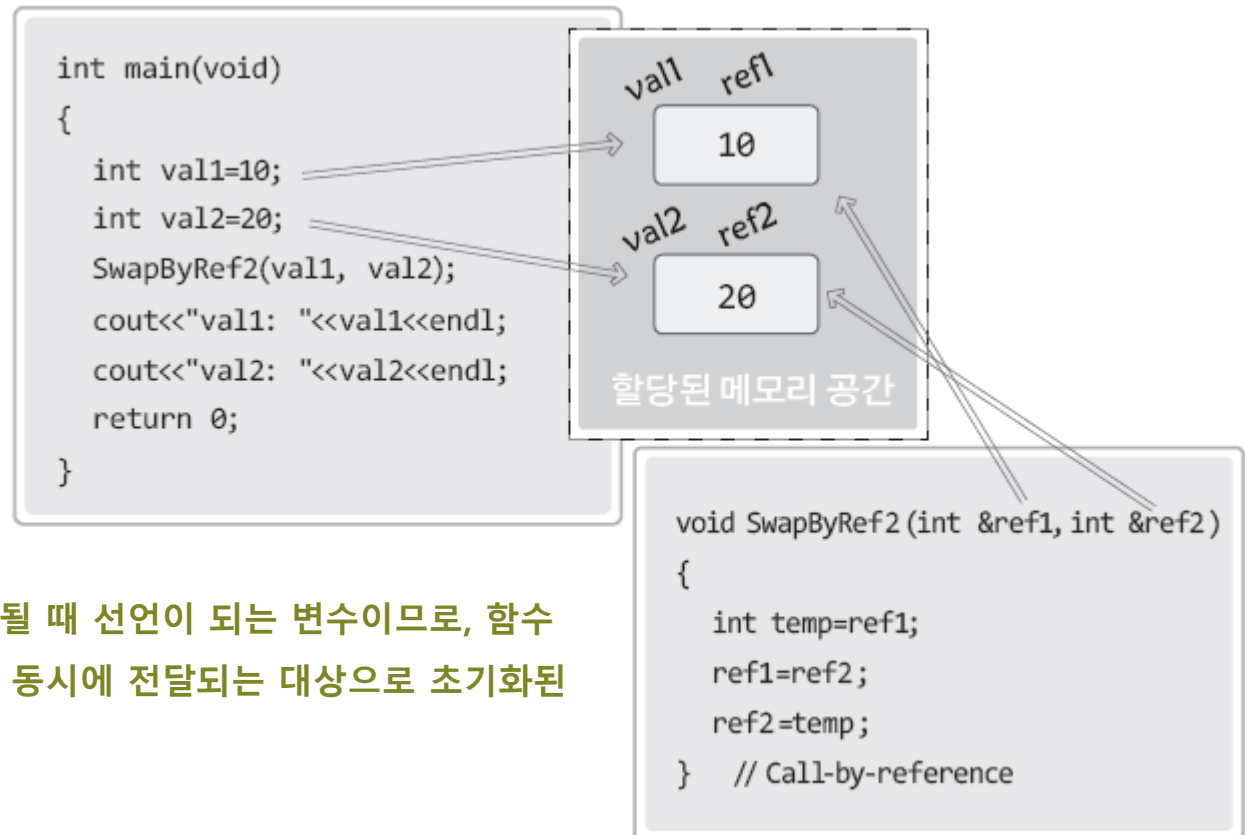 int main(void)
{
int val1=10;
int val2=20;
SwapByRef2(val1, val2);
cout<<"val1: "<<val1<<endl;
cout<<"val2: "<<val2<<endl;
return 0;
}
val1 ref1
10
val2 ref2
20
할당된 메모리 공간
될 때 선언이 되는 변수이므로, 함수
동시에 전달되는 대상으로 초기화된
void SwapByRef2(int &ref1, int &ref2)
{
int temp=ref1;
ref1=ref2;
ref2=temp;
} // Call-by-reference